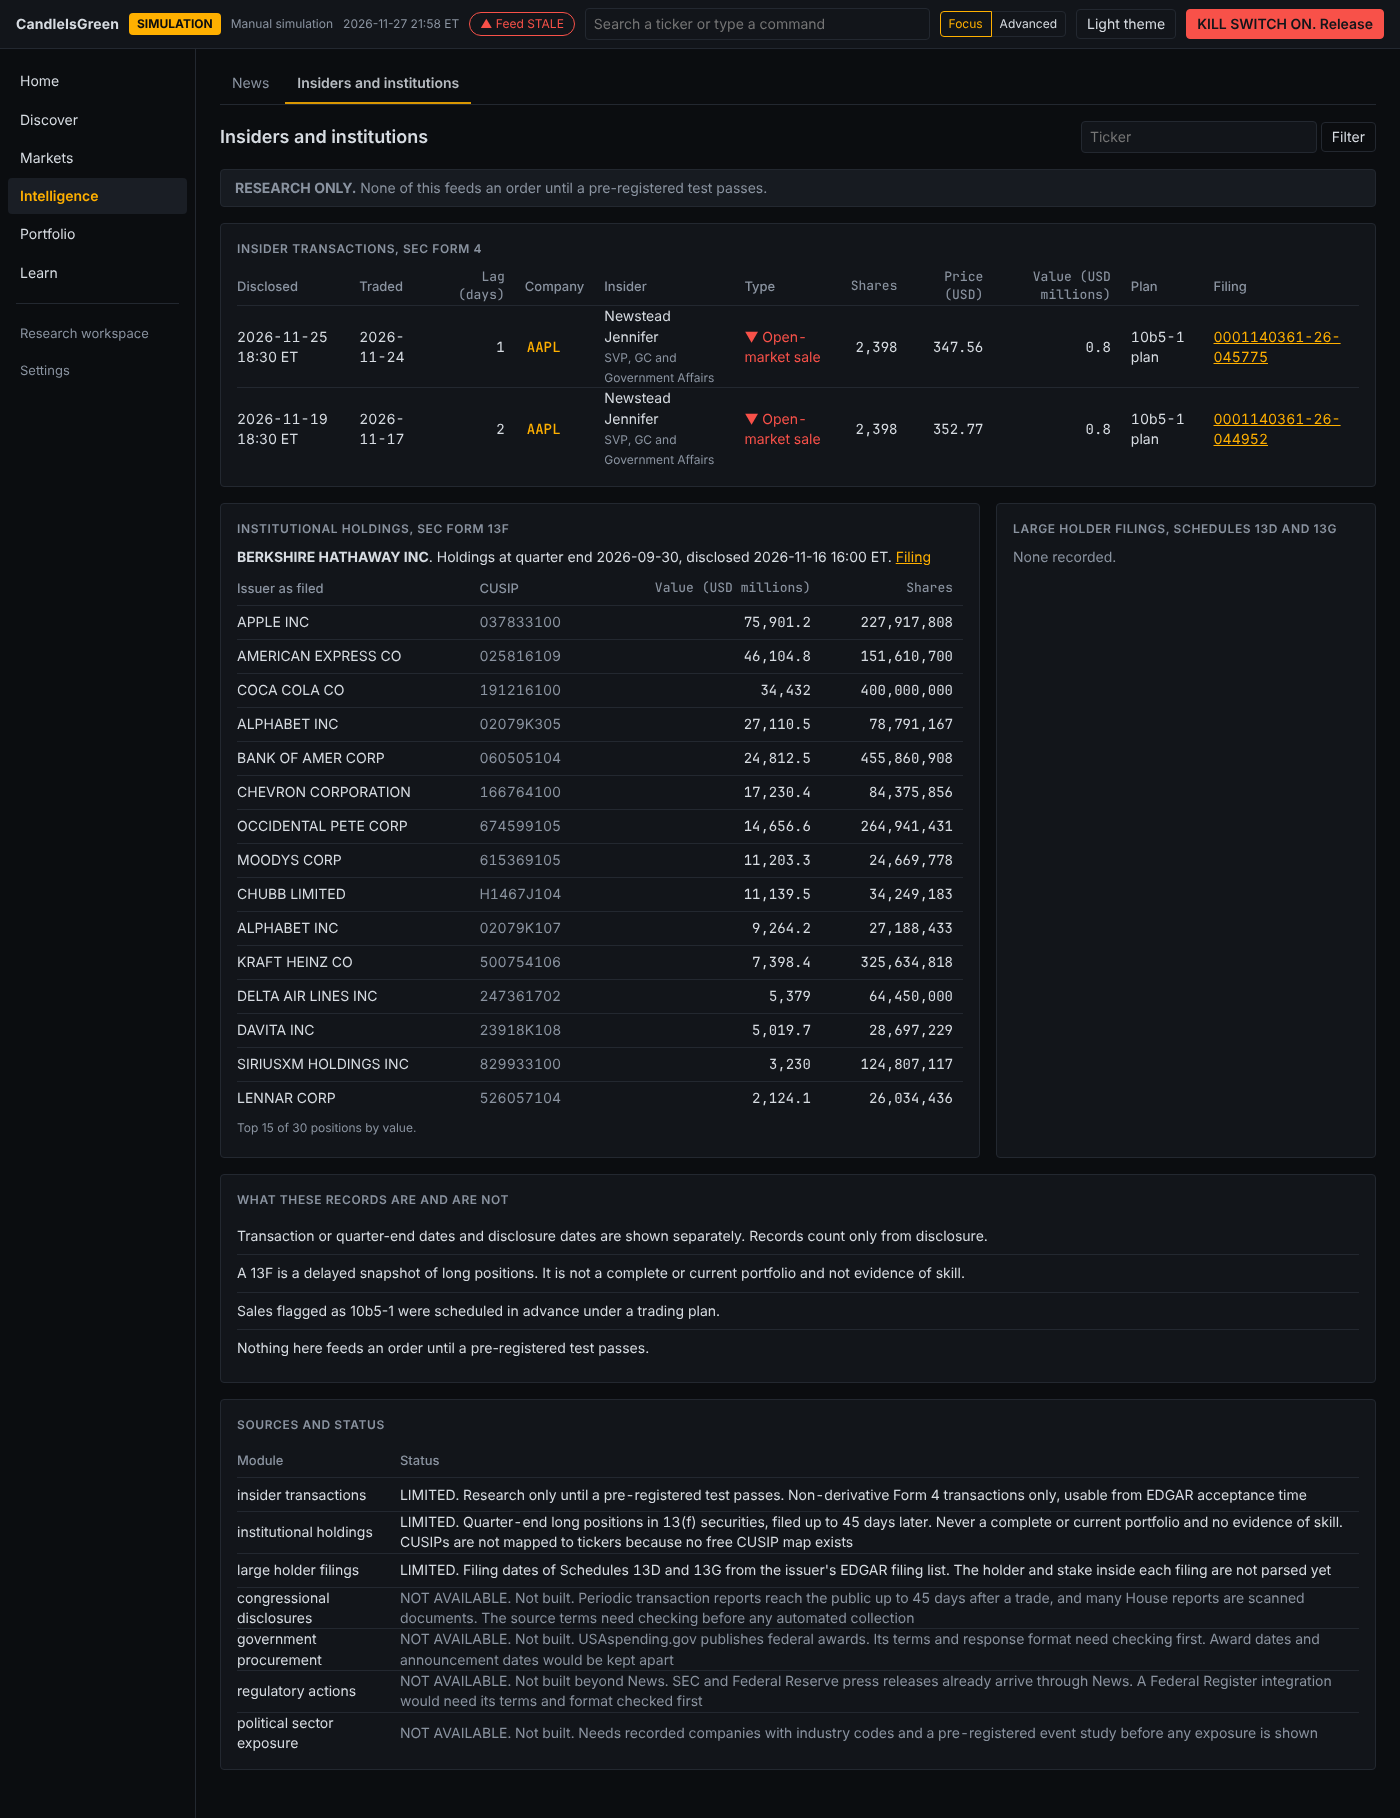 CandleIsGreen SIMULATION Manual simulation 2026-11-27 21:58 ET ▲ Feed STALE Search a ticker or type a command Focus Advanced Light theme KILL SWITCH ON. Release
Home
Discover
Markets
Intelligence
Portfolio
Learn
Research workspace
Settings
News Insiders and institutions
Insiders and institutions Ticker Filter
RESEARCH ONLY. None of this feeds an order until a pre-registered test passes.
INSIDER TRANSACTIONS, SEC FORM 4
Disclosed Traded Lag (days) Company Insider Type Shares Price (USD) Value (USD millions) Plan Filing
2026-11-25 18:30 ET 2026-11-24 1 AAPL Newstead Jennifer SVP, GC and Government Affairs ▼ Open-market sale 2,398 347.56 0.8 10b5-1 plan 0001140361-26-045775
2026-11-19 18:30 ET 2026-11-17 2 AAPL Newstead Jennifer SVP, GC and Government Affairs ▼ Open-market sale 2,398 352.77 0.8 10b5-1 plan 0001140361-26-044952
INSTITUTIONAL HOLDINGS, SEC FORM 13F
BERKSHIRE HATHAWAY INC. Holdings at quarter end 2026-09-30, disclosed 2026-11-16 16:00 ET. Filing
Issuer as filed CUSIP Value (USD millions) Shares
APPLE INC 037833100 75,901.2 227,917,808
AMERICAN EXPRESS CO 025816109 46,104.8 151,610,700
COCA COLA CO 191216100 34,432 400,000,000
ALPHABET INC 02079K305 27,110.5 78,791,167
BANK OF AMER CORP 060505104 24,812.5 455,860,908
CHEVRON CORPORATION 166764100 17,230.4 84,375,856
OCCIDENTAL PETE CORP 674599105 14,656.6 264,941,431
MOODYS CORP 615369105 11,203.3 24,669,778
CHUBB LIMITED H1467J104 11,139.5 34,249,183
ALPHABET INC 02079K107 9,264.2 27,188,433
KRAFT HEINZ CO 500754106 7,398.4 325,634,818
DELTA AIR LINES INC 247361702 5,379 64,450,000
DAVITA INC 23918K108 5,019.7 28,697,229
SIRIUSXM HOLDINGS INC 829933100 3,230 124,807,117
LENNAR CORP 526057104 2,124.1 26,034,436
Top 15 of 30 positions by value.
LARGE HOLDER FILINGS, SCHEDULES 13D AND 13G
None recorded.
WHAT THESE RECORDS ARE AND ARE NOT
Transaction or quarter-end dates and disclosure dates are shown separately. Records count only from disclosure.
A 13F is a delayed snapshot of long positions. It is not a complete or current portfolio and not evidence of skill.
Sales flagged as 10b5-1 were scheduled in advance under a trading plan.
Nothing here feeds an order until a pre-registered test passes.
SOURCES AND STATUS
Module Status
insider transactions LIMITED. Research only until a pre-registered test passes. Non-derivative Form 4 transactions only, usable from EDGAR acceptance time
institutional holdings LIMITED. Quarter-end long positions in 13(f) securities, filed up to 45 days later. Never a complete or current portfolio and no evidence of skill.
CUSIPs are not mapped to tickers because no free CUSIP map exists
large holder filings LIMITED. Filing dates of Schedules 13D and 13G from the issuer's EDGAR filing list. The holder and stake inside each filing are not parsed yet
congressional disclosures NOT AVAILABLE. Not built. Periodic transaction reports reach the public up to 45 days after a trade, and many House reports are scanned
documents. The source terms need checking before any automated collection
government procurement NOT AVAILABLE. Not built. USAspending.gov publishes federal awards. Its terms and response format need checking first. Award dates and
announcement dates would be kept apart
regulatory actions NOT AVAILABLE. Not built beyond News. SEC and Federal Reserve press releases already arrive through News. A Federal Register integration
would need its terms and format checked first
political sector exposure NOT AVAILABLE. Not built. Needs recorded companies with industry codes and a pre-registered event study before any exposure is shown